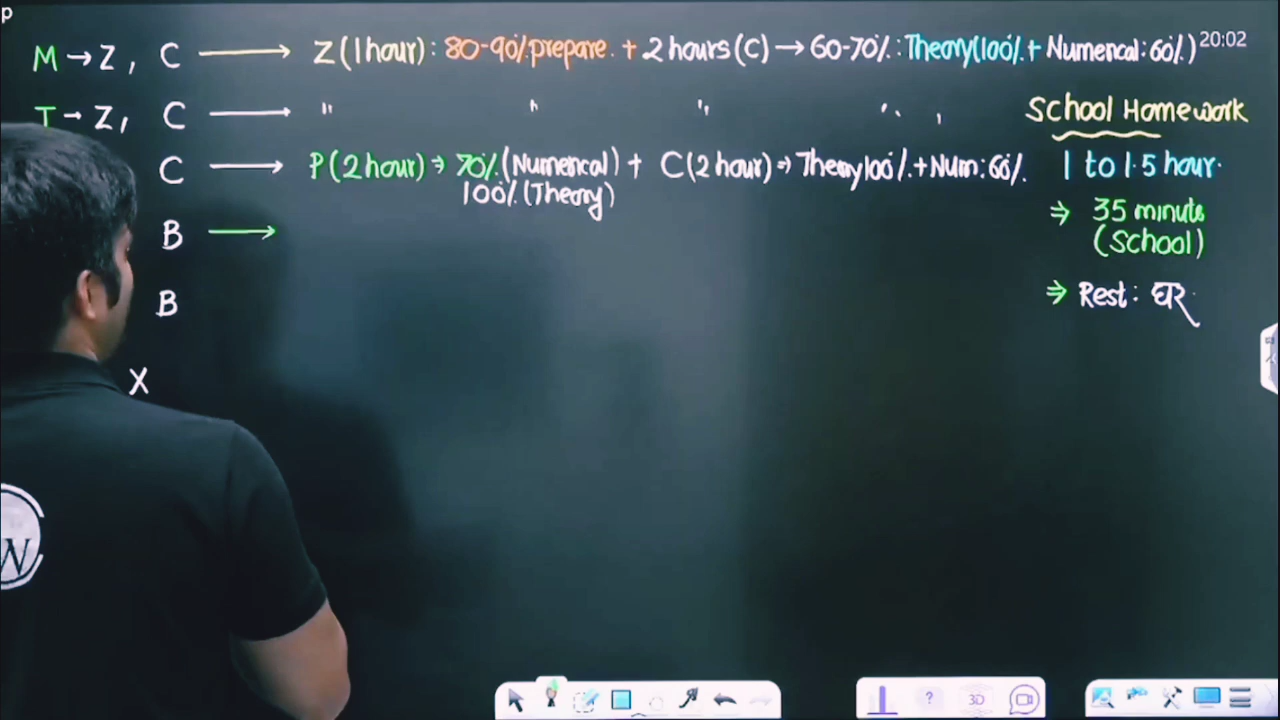 p
M → Z, C → Z (1 hour) : 80-90% prepare. + 2 hours (C) → 60-70% : Theory (100% + Numerical : 60%) 20:02
T → Z, C → " " " " "
School Homework
C → P (2 hour) ⇒ 70% (Numerical) + C (2 hour) ⇒ Theory 100% + Num: 60%.
100% (Theory)
1 to 1.5 hour.
B →
⇒ 35 minute
(School)
B
⇒ Rest : घर
X
W
? 3D